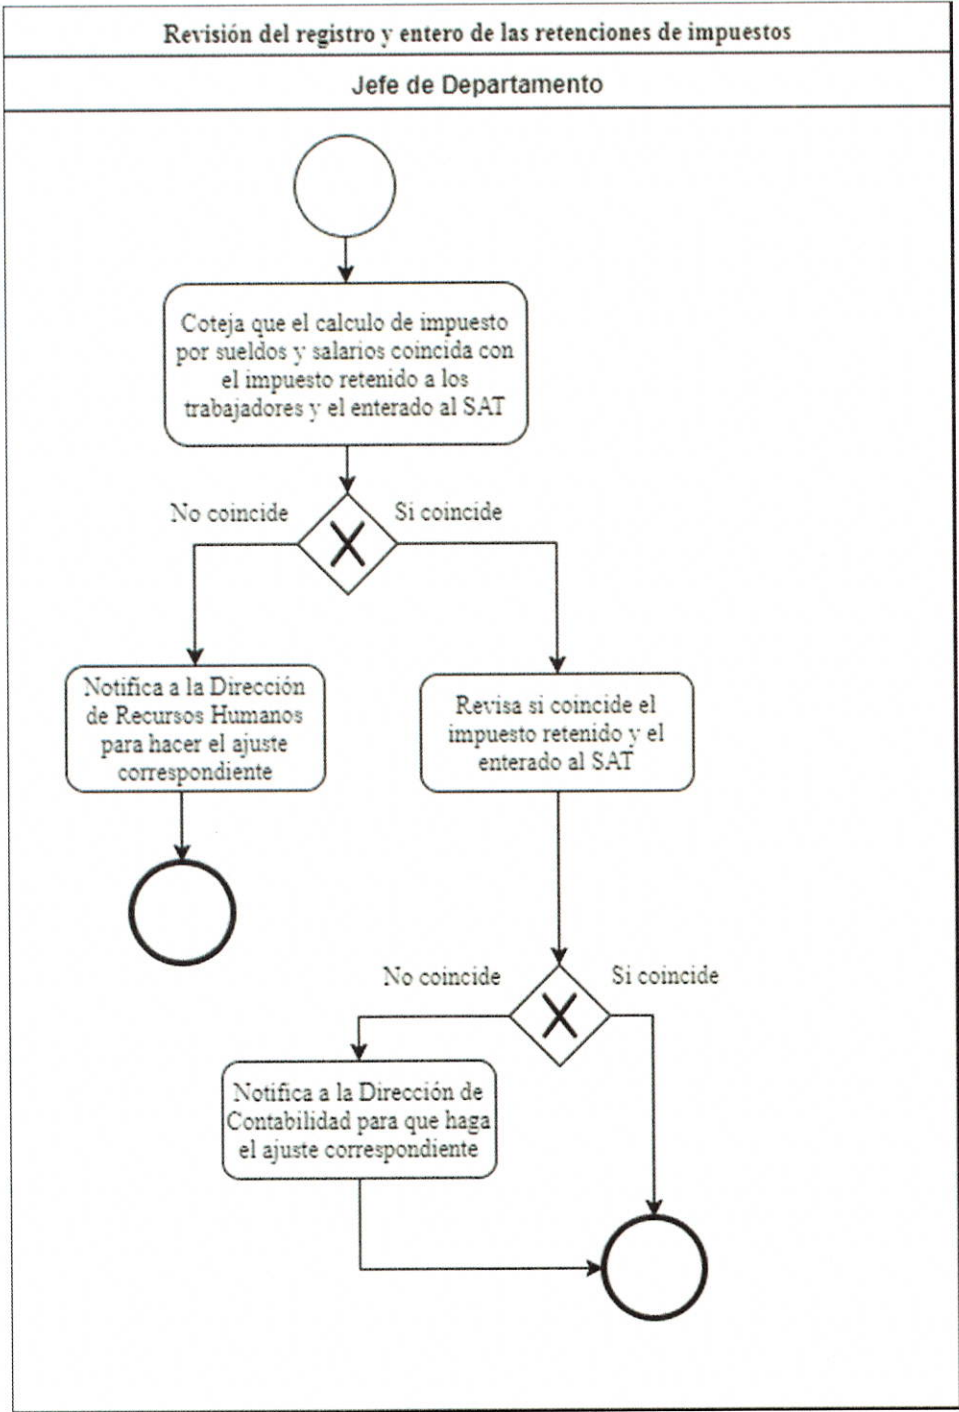 Revisión del registro y entero de las retenciones de impuestos
Jefe de Departamento
Coteja que el calculo de impuesto
por sueldos y salarios coincida con
el impuesto retenido a los
trabajadores y el enterado al SAT
No coincide
Si coincide
Notifica a la Dirección
de Recursos Humanos
para hacer el ajuste
correspondiente
Revisa si coincide el
impuesto retenido y el
enterado al SAT
No coincide
Si coincide
Notifica a la Dirección de
Contabilidad para que haga
el ajuste correspondiente